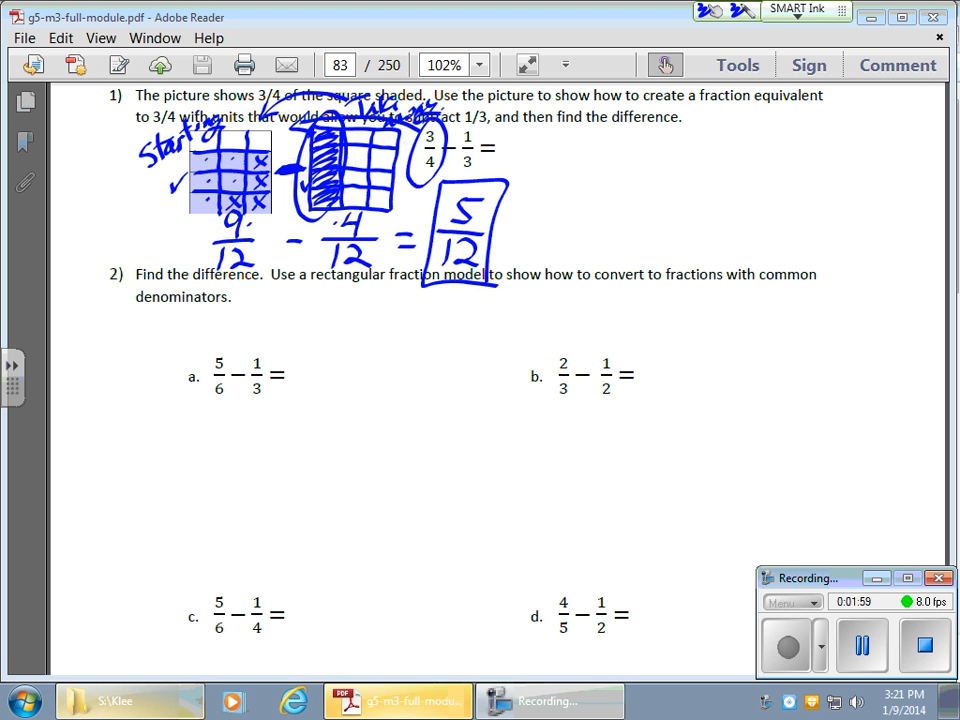 g5-m3-full-module.pdf - Adobe Reader
SMART Ink
File Edit View Window Help
83 / 250 102% Tools Sign Comment
1) The picture shows 3/4 of the square shaded. Use the picture to show how to create a fraction equivalent
to 3/4 with units that would allow you to subtract 1/3, and then find the difference.
Starting
Take
3/4 − 1/3 =
9/12 - 4/12 = 5/12
2) Find the difference. Use a rectangular fraction model to show how to convert to fractions with common
denominators.
a. 5/6 − 1/3 =
b. 2/3 − 1/2 =
c. 5/6 − 1/4 =
d. 4/5 − 1/2 =
Recording...
Menu 0:01:59 8.0 fps
S:\Klee
g5-m3-full-modu...
Recording...
3:21 PM
1/9/2014